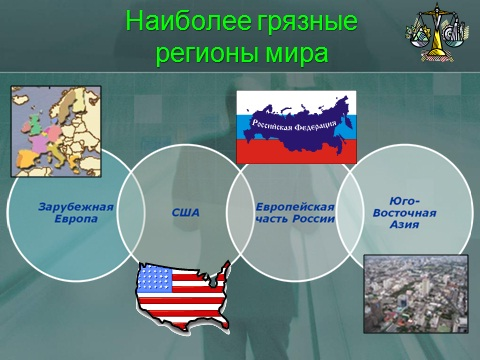 Наиболее грязные
регионы мира
Российская Федерация
Зарубежная
Европа
США
Европейская
часть России
Юго-
Восточная
Азия